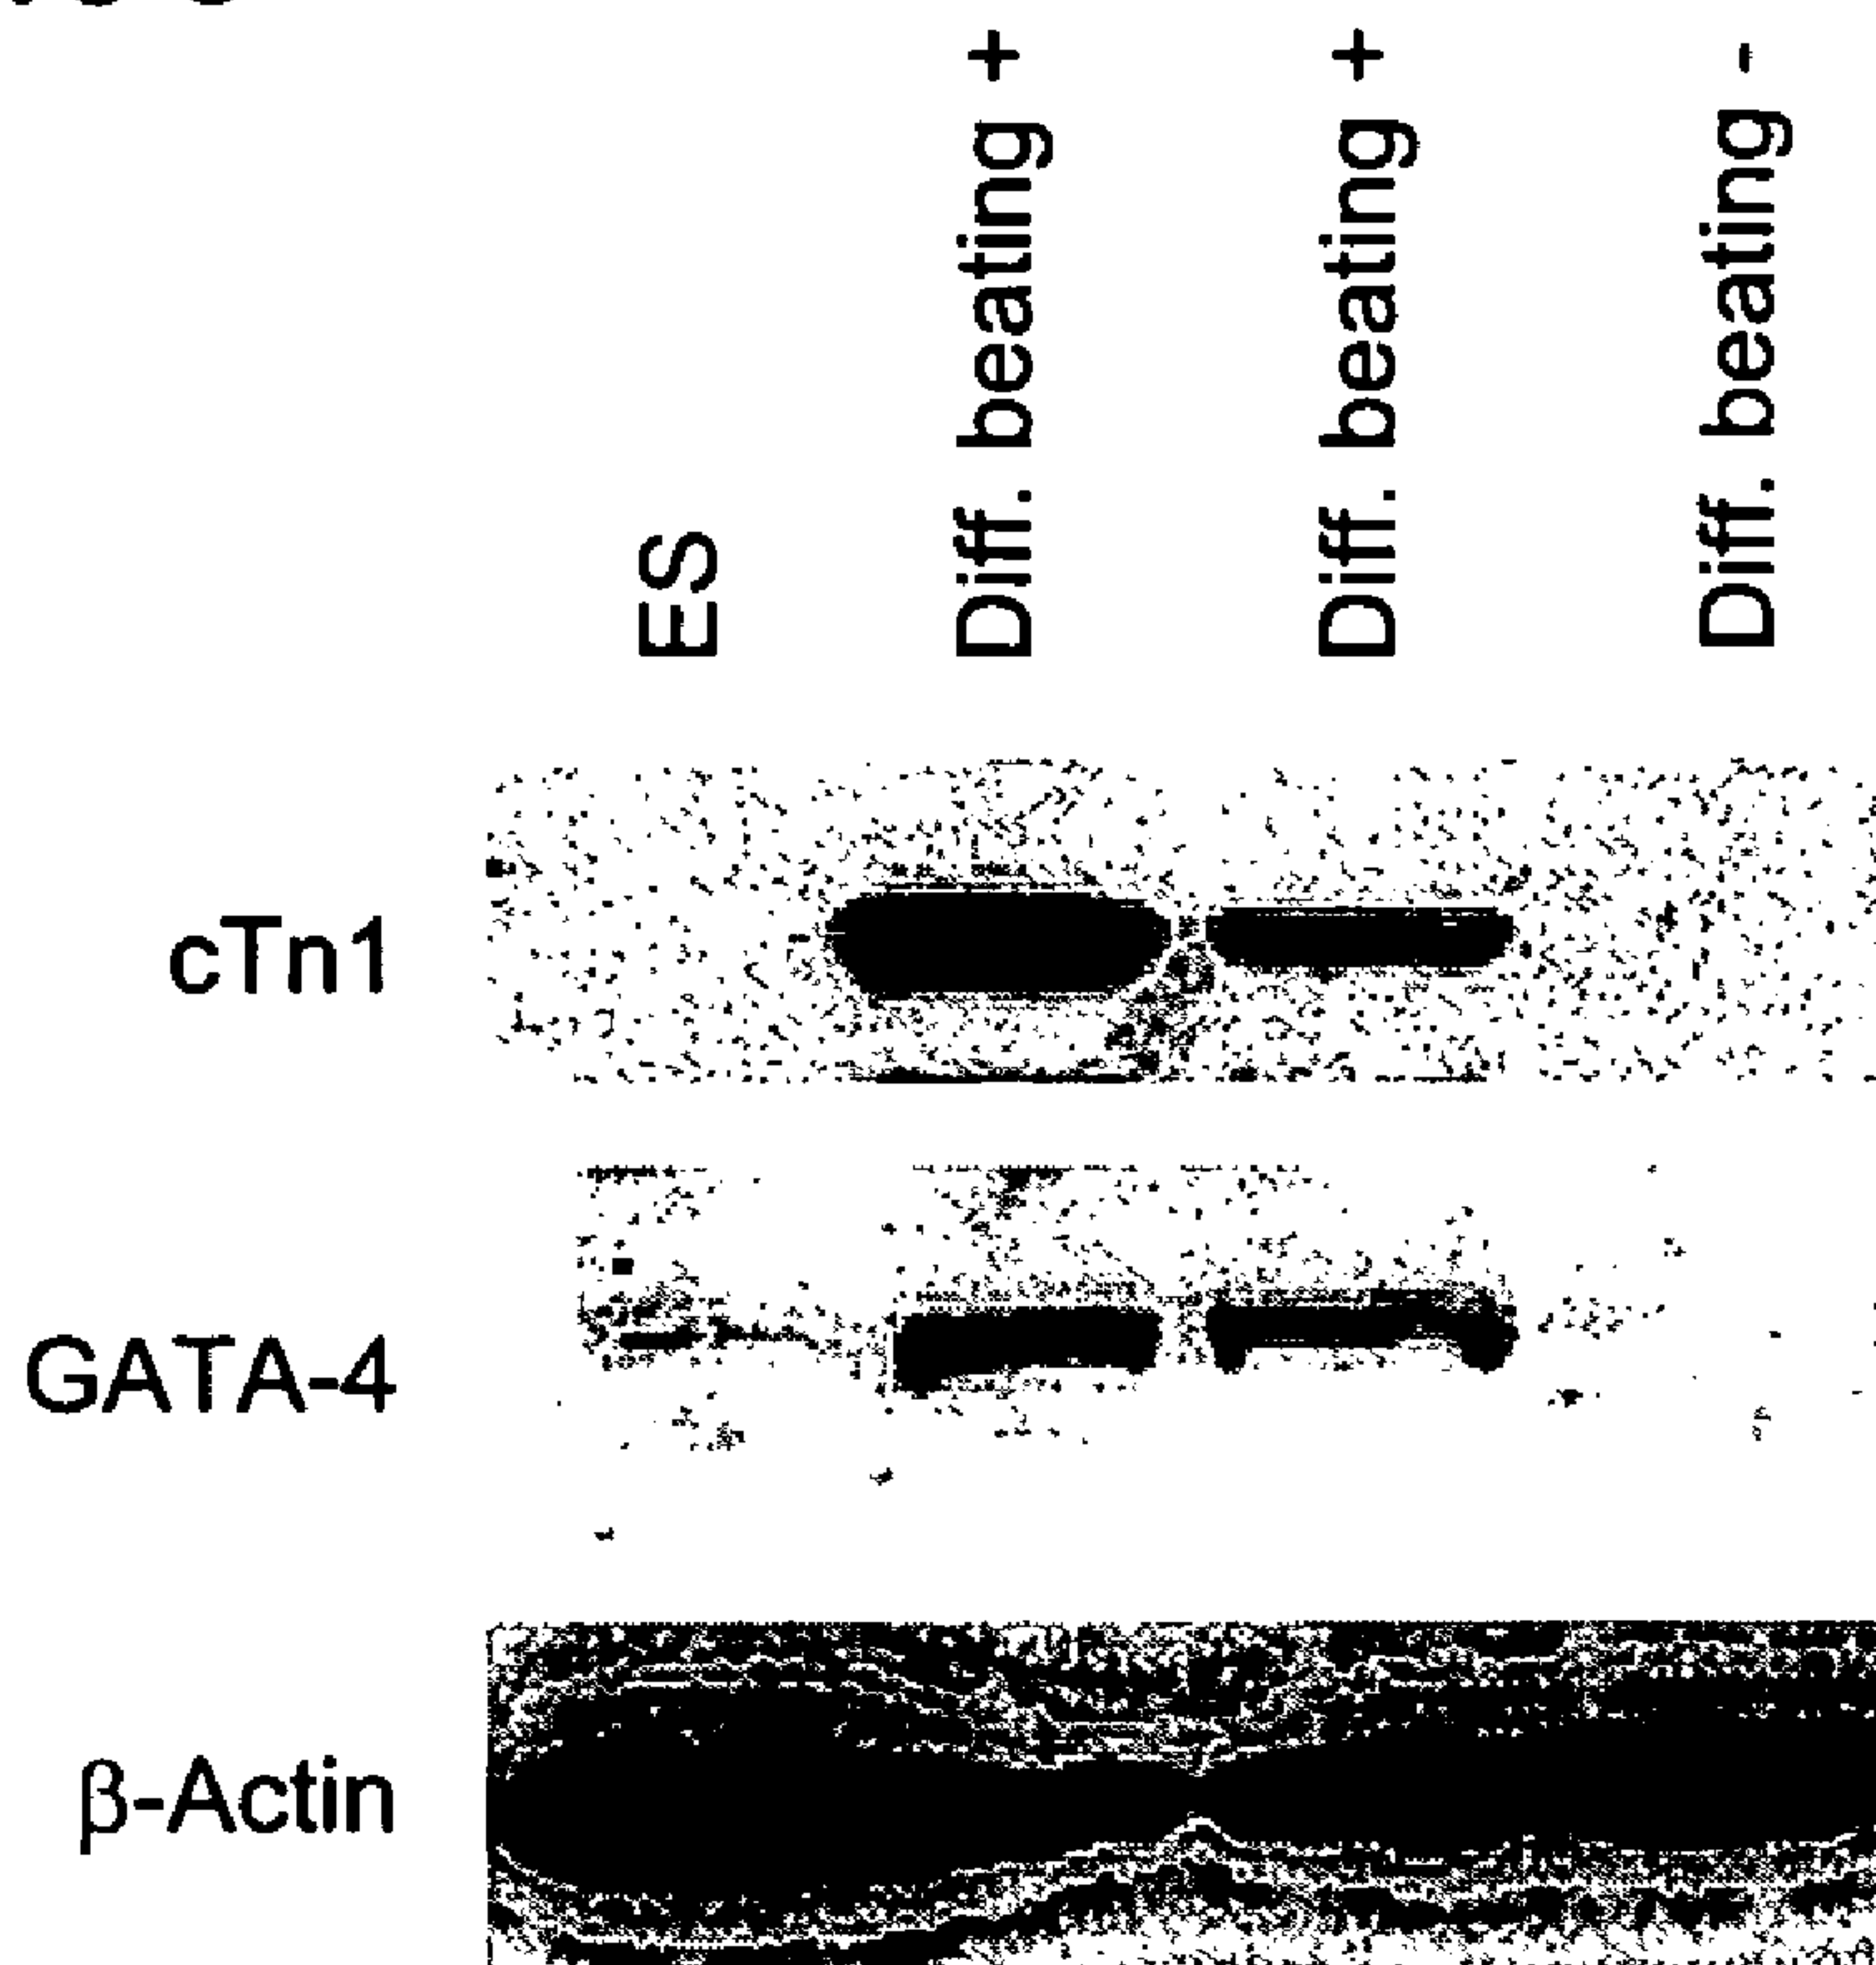 ES
Diff. beating +
Diff. beating +
Diff. beating -
cTn1
GATA-4
β-Actin